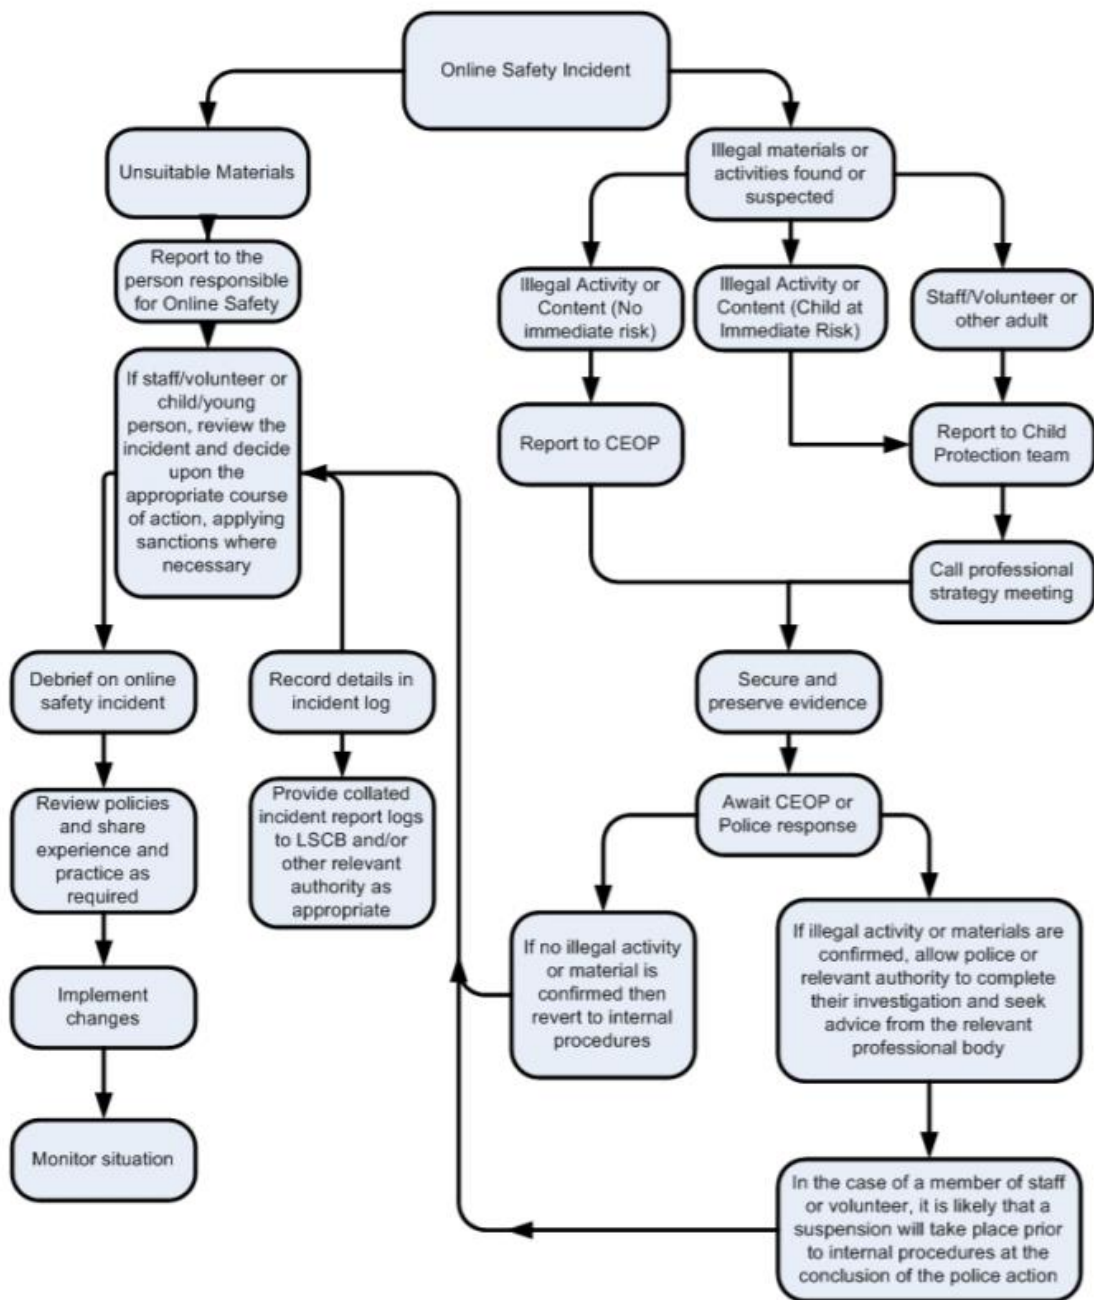 Online Safety Incident
Unsuitable Materials
Illegal materials or
activities found or
suspected
Report to the
person responsible
for Online Safety
Illegal Activity or
Content (No
immediate risk)
Illegal Activity or
Content (Child at
Immediate Risk)
Staff/Volunteer or
other adult
If staff/volunteer or
child/young
person, review the
incident and decide
upon the
appropriate course
of action, applying
sanctions where
necessary
Report to CEOP
Report to Child
Protection team
Call professional
strategy meeting
Debrief on online
safety incident
Record details in
incident log
Secure and
preserve evidence
Review policies
and share
experience and
practice as
required
Provide collated
incident report logs
to LSCB and/or
other relevant
authority as
appropriate
Await CEOP or
Police response
If no illegal activity
or material is
confirmed then
revert to internal
procedures
If illegal activity or materials are
confirmed, allow police or
relevant authority to complete
their investigation and seek
advice from the relevant
professional body
Implement
changes
Monitor situation
In the case of a member of staff
or volunteer, it is likely that a
suspension will take place prior
to internal procedures at the
conclusion of the police action